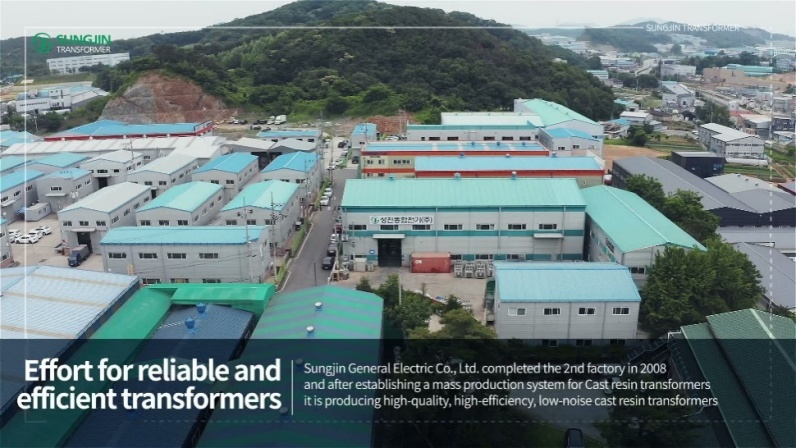 SUNGJIN
TRANSFORMER
SUNGJIN TRANSFORMER
성진종합전기(주)
Effort for reliable and
efficient transformers
Sungjin General Electric Co., Ltd. completed the 2nd factory in 2008
and after establishing a mass production system for Cast resin transformers
it is producing high-quality, high-efficiency, low-noise cast resin transformers